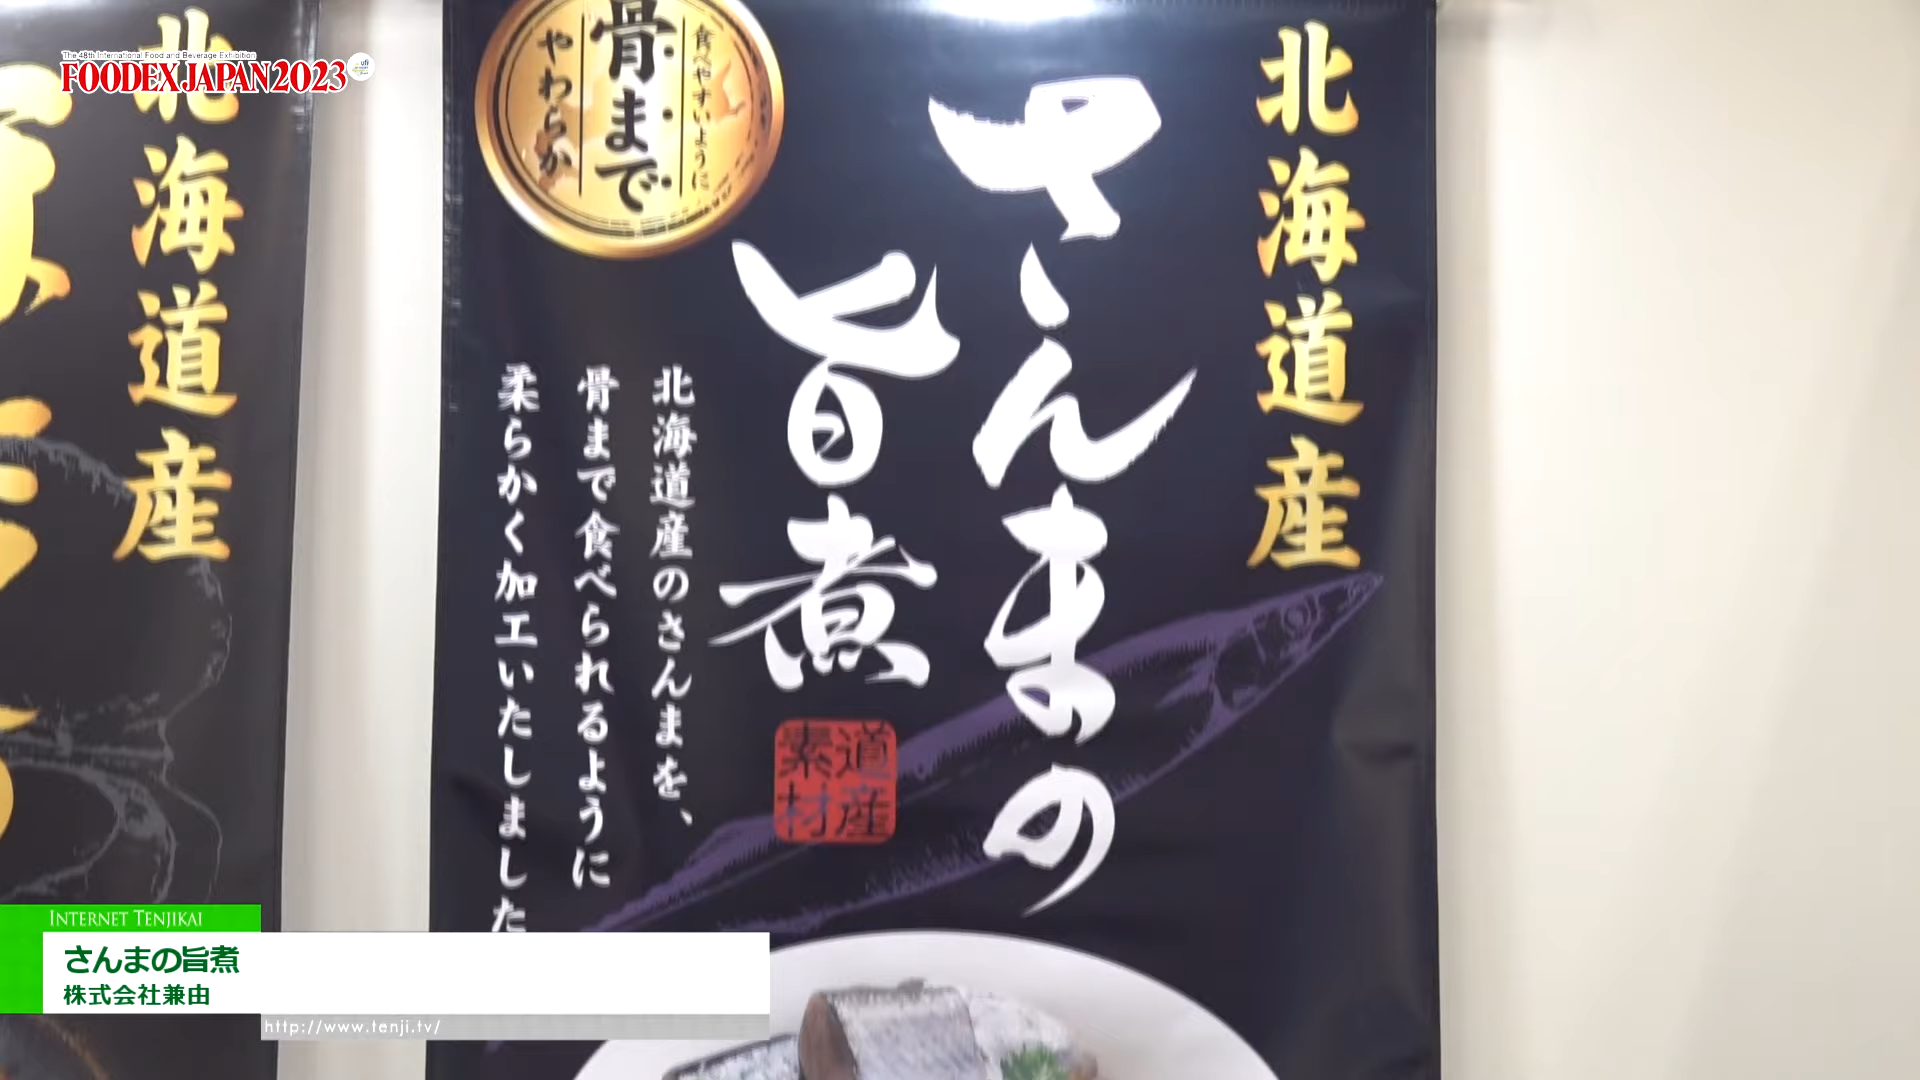 The 48th International Food and Beverage Exhibition
FOODEX JAPAN 2023
北海道産
さんまの
旨煮
道産
素材
食べやすいように
骨まで
やわらか
北海道産のさんまを、
骨まで食べられるように
柔らかく加工いたしました
北海道産
INTERNET TENJIKAI
さんまの旨煮
株式会社兼由
http://www.tenji.tv/